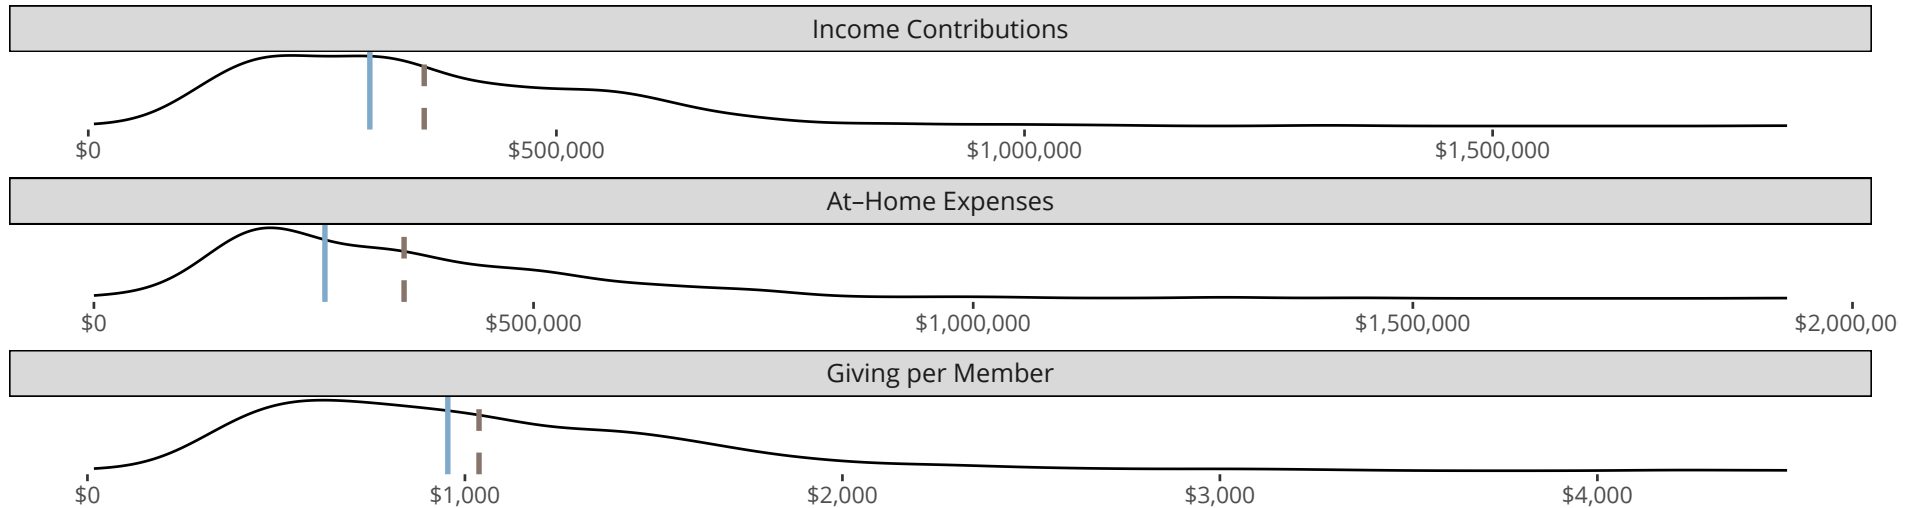 Income Contributions
$0 $500,000 $1,000,000 $1,500,000
At–Home Expenses
$0 $500,000 $1,000,000 $1,500,000 $2,000,00
Giving per Member
$0 $1,000 $2,000 $3,000 $4,000